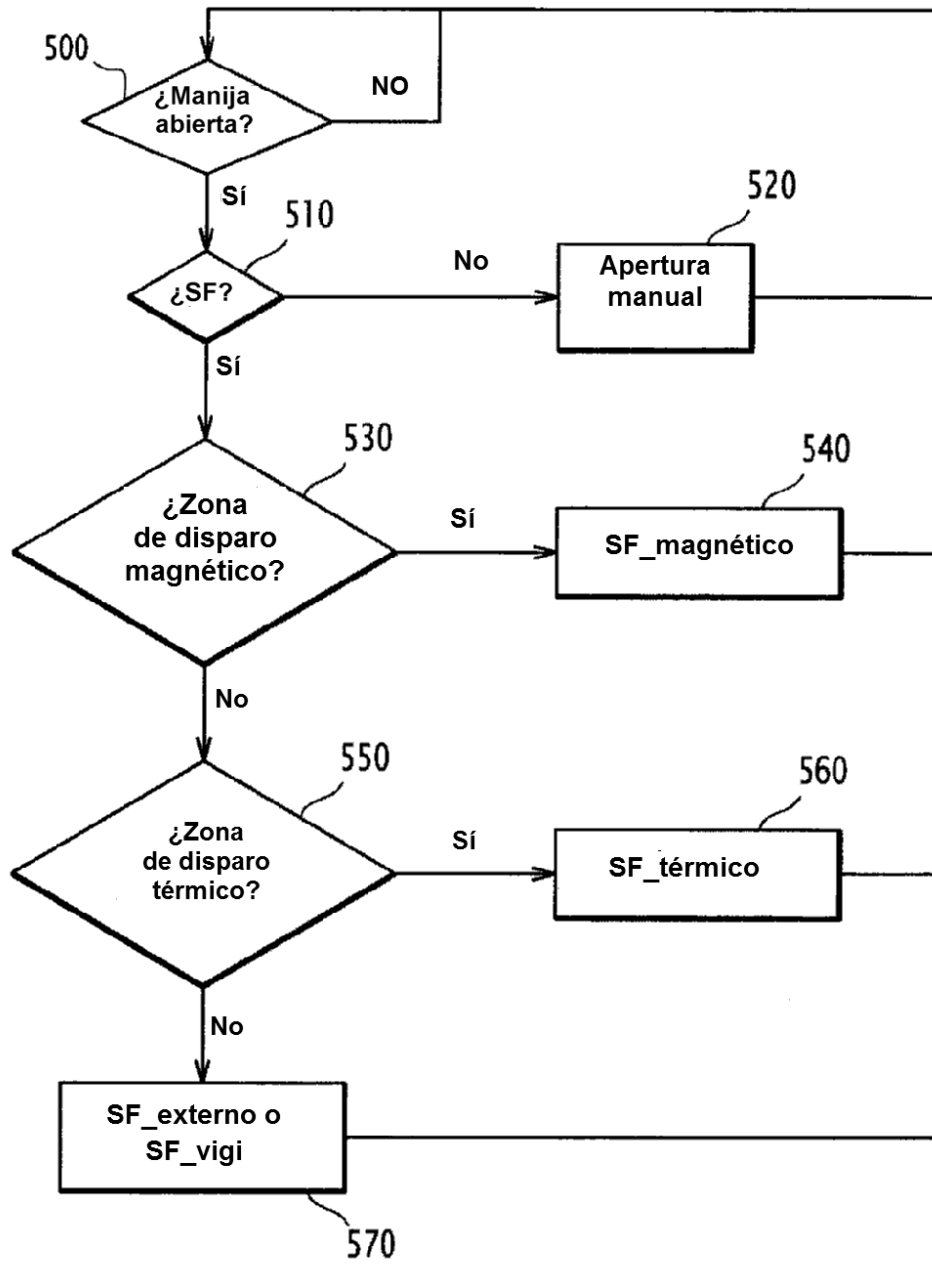 500
¿Manija
abierta?
NO
Sí
510
¿SF?
No
520
Apertura
manual
Sí
530
¿Zona
de disparo
magnético?
Sí
540
SF_magnético
No
550
¿Zona
de disparo
térmico?
Sí
560
SF_térmico
No
SF_externo o
SF_vigi
570